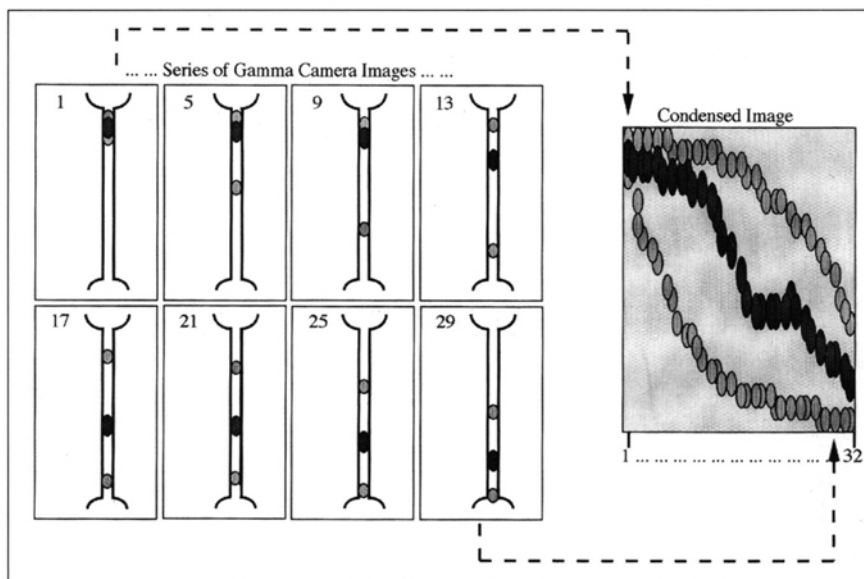 ... ... Series of Gamma Camera Images ... ...
1 5 9 13
17 21 25 29
Condensed Image
1 ... ... ... ... ... ... ... ... ... ... 32